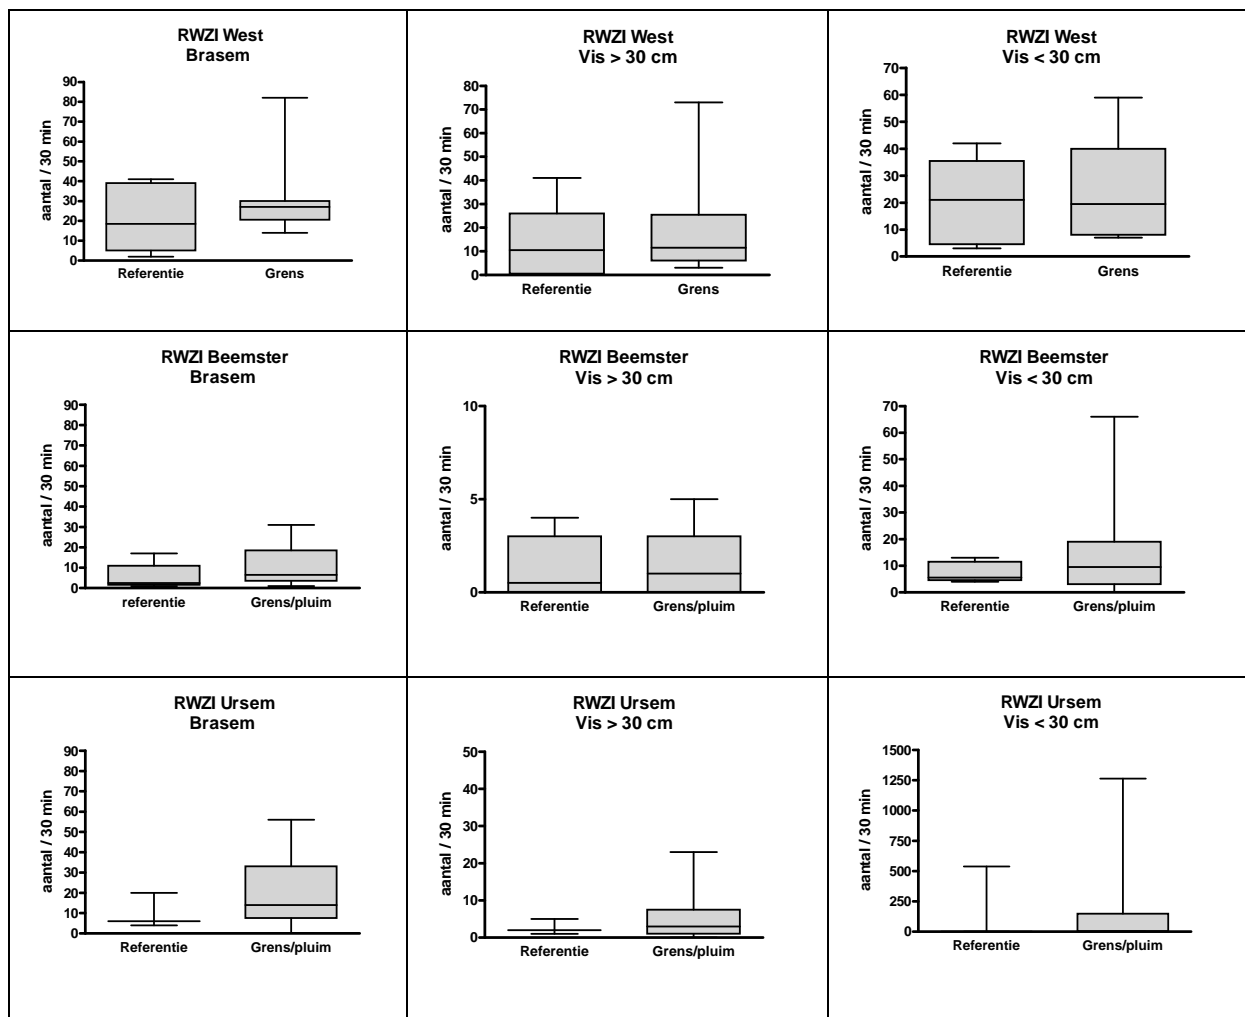 RWZI West
Brasem
90
80
70
60
50
40
30
20
10
0
aantal / 30 min
Referentie Grens
RWZI West
Vis > 30 cm
80
70
60
50
40
30
20
10
0
aantal / 30 min
Referentie Grens
RWZI West
Vis < 30 cm
70
60
50
40
30
20
10
0
aantal / 30 min
Referentie Grens
RWZI Beemster
Brasem
90
80
70
60
50
40
30
20
10
0
aantal / 30 min
referentie Grens/pluim
RWZI Beemster
Vis > 30 cm
10
5
0
aantal / 30 min
Referentie Grens/pluim
RWZI Beemster
Vis < 30 cm
70
60
50
40
30
20
10
0
aantal / 30 min
Referentie Grens/pluim
RWZI Ursem
Brasem
90
80
70
60
50
40
30
20
10
0
aantal / 30 min
Referentie Grens/pluim
RWZI Ursem
Vis > 30 cm
50
40
30
20
10
0
aantal / 30 min
Referentie Grens/pluim
RWZI Ursem
Vis < 30 cm
1500
1250
1000
750
500
250
0
aantal / 30 min
Referentie Grens/pluim